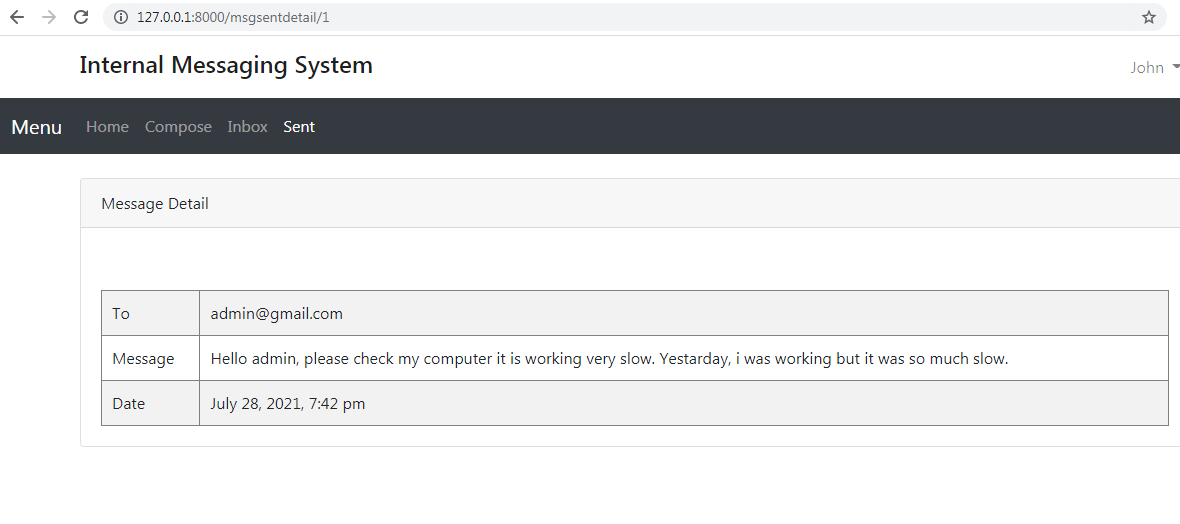 127.0.0.1:8000/msgsentdetail/1
Internal Messaging System
John
Menu Home Compose Inbox Sent
Message Detail
To admin@gmail.com
Message Hello admin, please check my computer it is working very slow. Yestarday, i was working but it was so much slow.
Date July 28, 2021, 7:42 pm